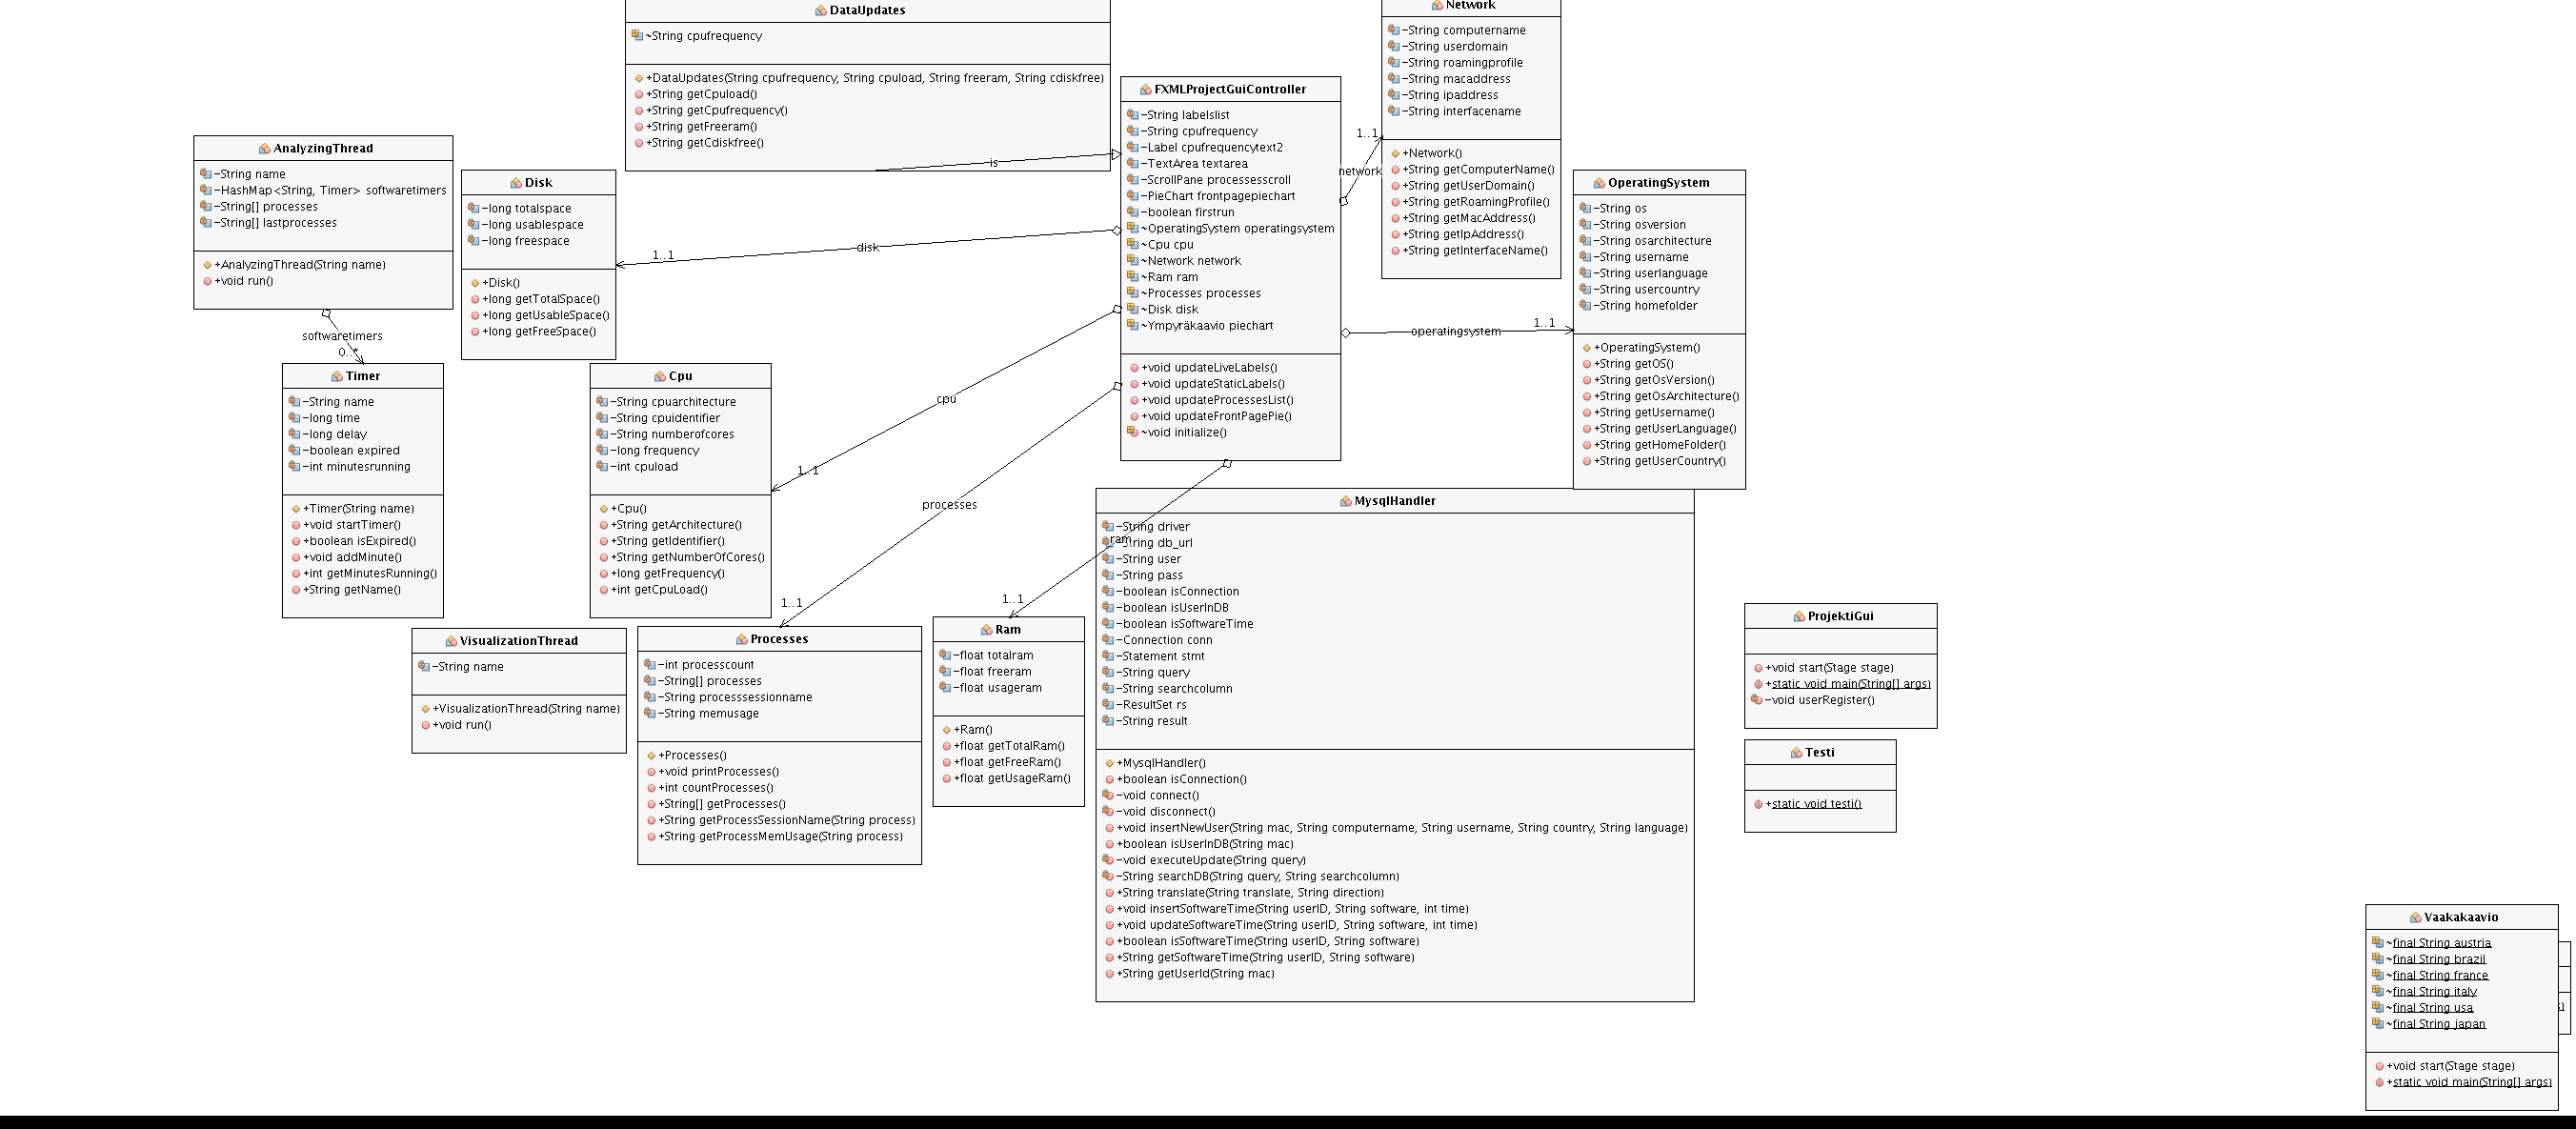 DataUpdates
~String cpufrequency
+DataUpdates(String cpufrequency, String cpuload, String freeram, String cdiskfree)
+String getCpuload()
+String getCpufrequency()
+String getFreeram()
+String getCdiskfree()
is
Network
-String computername
-String userdomain
-String roamingprofile
-String macaddress
-String ipaddress
-String interfacename
+Network()
+String getComputerName()
+String getUserDomain()
+String getRoamingProfile()
+String getMacAddress()
+String getIpAddress()
+String getInterfaceName()
FXMLProjectGuiController
-String labelslist
-String cpufrequency
-Label cpufrequencytext2
-TextArea textarea
-ScrollPane processesscroll
-PieChart frontpagepiechart
-boolean firstrun
~OperatingSystem operatingsystem
~Cpu cpu
~Network network
~Ram ram
~Processes processes
~Disk disk
~Ympyräkaavio piechart
+void updateLiveLabels()
+void updateStaticLabels()
+void updateProcessesList()
+void updateFrontPagePie()
~void initialize()
1..1
network
AnalyzingThread
-String name
-HashMap<String, Timer> softwaretimers
-String[] processes
-String[] lastprocesses
+AnalyzingThread(String name)
+void run()
softwaretimers
0..*
Disk
-long totalspace
-long usablespace
-long freespace
+Disk()
+long getTotalSpace()
+long getUsableSpace()
+long getFreeSpace()
1..1
disk
OperatingSystem
-String os
-String osversion
-String osarchitecture
-String username
-String userlanguage
-String usercountry
-String homefolder
+OperatingSystem()
+String getOS()
+String getOsVersion()
+String getOsArchitecture()
+String getUsername()
+String getUserLanguage()
+String getHomeFolder()
+String getUserCountry()
operatingsystem
1..1
Timer
-String name
-long time
-long delay
-boolean expired
-int minutesrunning
+Timer(String name)
+void startTimer()
+boolean isExpired()
+void addMinute()
+int getMinutesRunning()
+String getName()
Cpu
-String cpuarchitecture
-String cpuidentifier
-String numberofcores
-long frequency
-int cpuload
+Cpu()
+String getArchitecture()
+String getIdentifier()
+String getNumberOfCores()
+long getFrequency()
+int getCpuLoad()
cpu
1..1
processes
1..1
ram
1..1
MysqlHandler
-String driver
-String db_url
-String user
-String pass
-boolean isConnection
-boolean isUserInDB
-boolean isSoftwareTime
-Connection conn
-Statement stmt
-String query
-String searchcolumn
-ResultSet rs
-String result
+MysqlHandler()
+boolean isConnection()
-void connect()
-void disconnect()
+void insertNewUser(String mac, String computername, String username, String country, String language)
+boolean isUserInDB(String mac)
-void executeUpdate(String query)
-String searchDB(String query, String searchcolumn)
+String translate(String translate, String direction)
+void insertSoftwareTime(String userID, String software, int time)
+void updateSoftwareTime(String userID, String software, int time)
+boolean isSoftwareTime(String userID, String software)
+String getSoftwareTime(String userID, String software)
+String getUserId(String mac)
VisualizationThread
-String name
+VisualizationThread(String name)
+void run()
Processes
-int processcount
-String[] processes
-String processsessionname
-String memusage
+Processes()
+void printProcesses()
+int countProcesses()
+String[] getProcesses()
+String getProcessSessionName(String process)
+String getProcessMemUsage(String process)
Ram
-float totalram
-float freeram
-float usageram
+Ram()
+float getTotalRam()
+float getFreeRam()
+float getUsageRam()
ProjektiGui
+void start(Stage stage)
+static void main(String[] args)
-void userRegister()
Testi
+static void testi()
Vaakakaavio
~final String austria
~final String brazil
~final String france
~final String italy
~final String usa
~final String japan
+void start(Stage stage)
+static void main(String[] args)